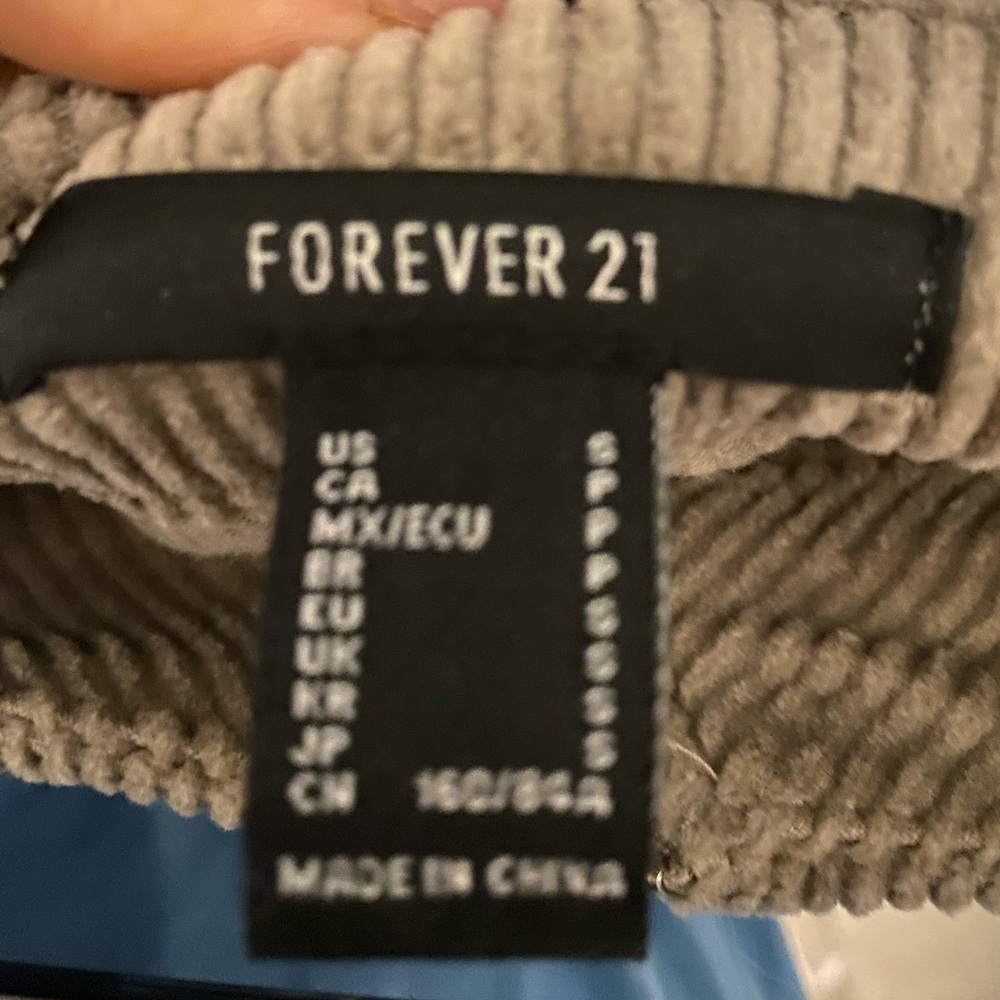 FOREVER 21
US S
CA P
MX/ECU P
BR P
EU S
UK S
KR S
JP S
CN 160/84A
MADE IN CHINA